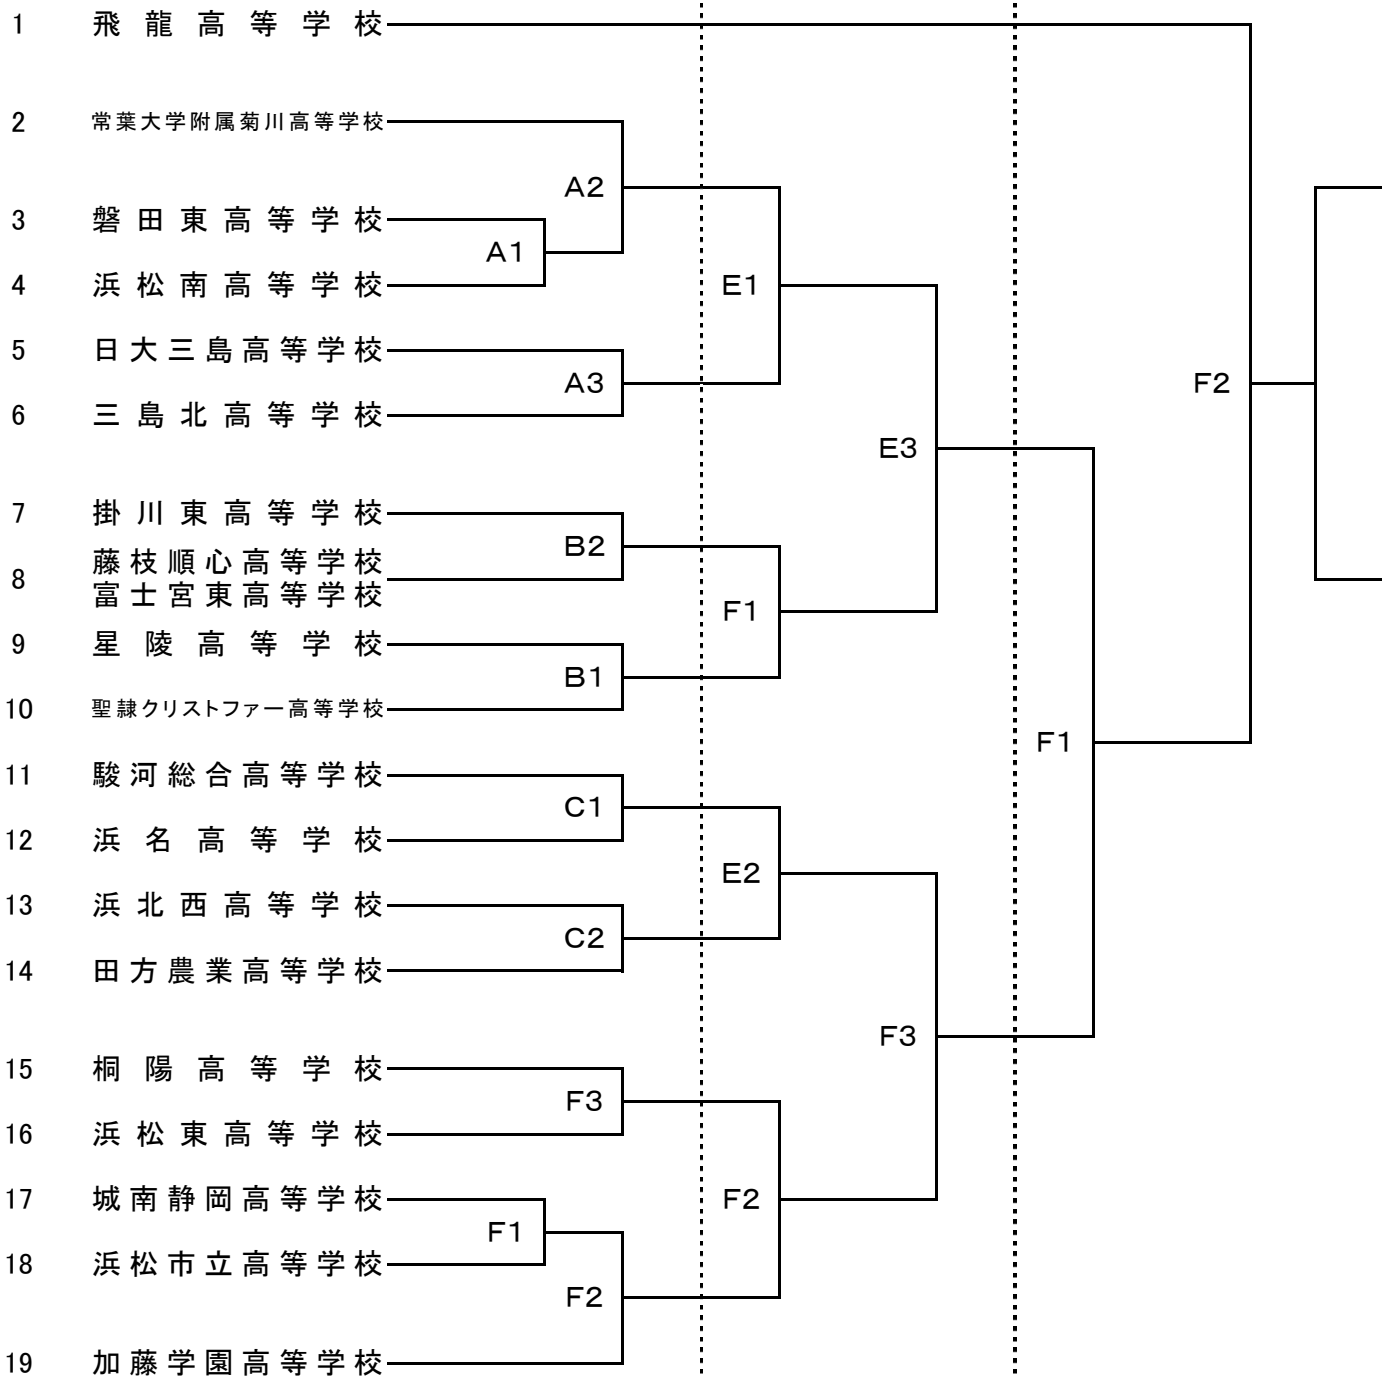 1 飛龍高等学校
2 常葉大学附属菊川高等学校
A2
3 磐田東高等学校
A1
4 浜松南高等学校
E1
5 日大三島高等学校
A3
F2
6 三島北高等学校
E3
7 掛川東高等学校
B2
8 藤枝順心高等学校
富士宮東高等学校
F1
9 星陵高等学校
B1
10 聖隷クリストファー高等学校
F1
11 駿河総合高等学校
C1
12 浜名高等学校
E2
13 浜北西高等学校
C2
14 田方農業高等学校
F3
15 桐陽高等学校
F3
16 浜松東高等学校
17 城南静岡高等学校
F2
F1
18 浜松市立高等学校
F2
19 加藤学園高等学校